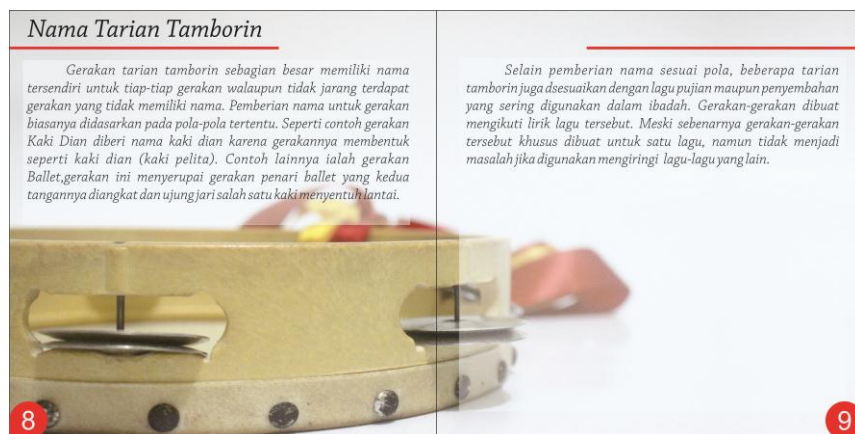 Nama Tarian Tamborin
Gerakan tarian tamborin sebagian besar memiliki nama
tersendiri untuk tiap-tiap gerakan walaupun tidak jarang terdapat
gerakan yang tidak memiliki nama. Pemberian nama untuk gerakan
biasanya didasarkan pada pola-pola tertentu. Seperti contoh gerakan
Kaki Dian diberi nama kaki dian karena gerakannya membentuk
seperti kaki dian (kaki pelita). Contoh lainnya ialah gerakan
Ballet,gerakan ini menyerupai gerakan penari ballet yang kedua
tangannya diangkat dan ujung jari salah satu kaki menyentuh lantai.
8
Selain pemberian nama sesuai pola, beberapa tarian
tamborin juga dsesuaikan dengan lagu pujian maupun penyembahan
yang sering digunakan dalam ibadah. Gerakan-gerakan dibuat
mengikuti lirik lagu tersebut. Meski sebenarnya gerakan-gerakan
tersebut khusus dibuat untuk satu lagu, namun tidak menjadi
masalah jika digunakan mengiringi lagu-lagu yang lain.
9